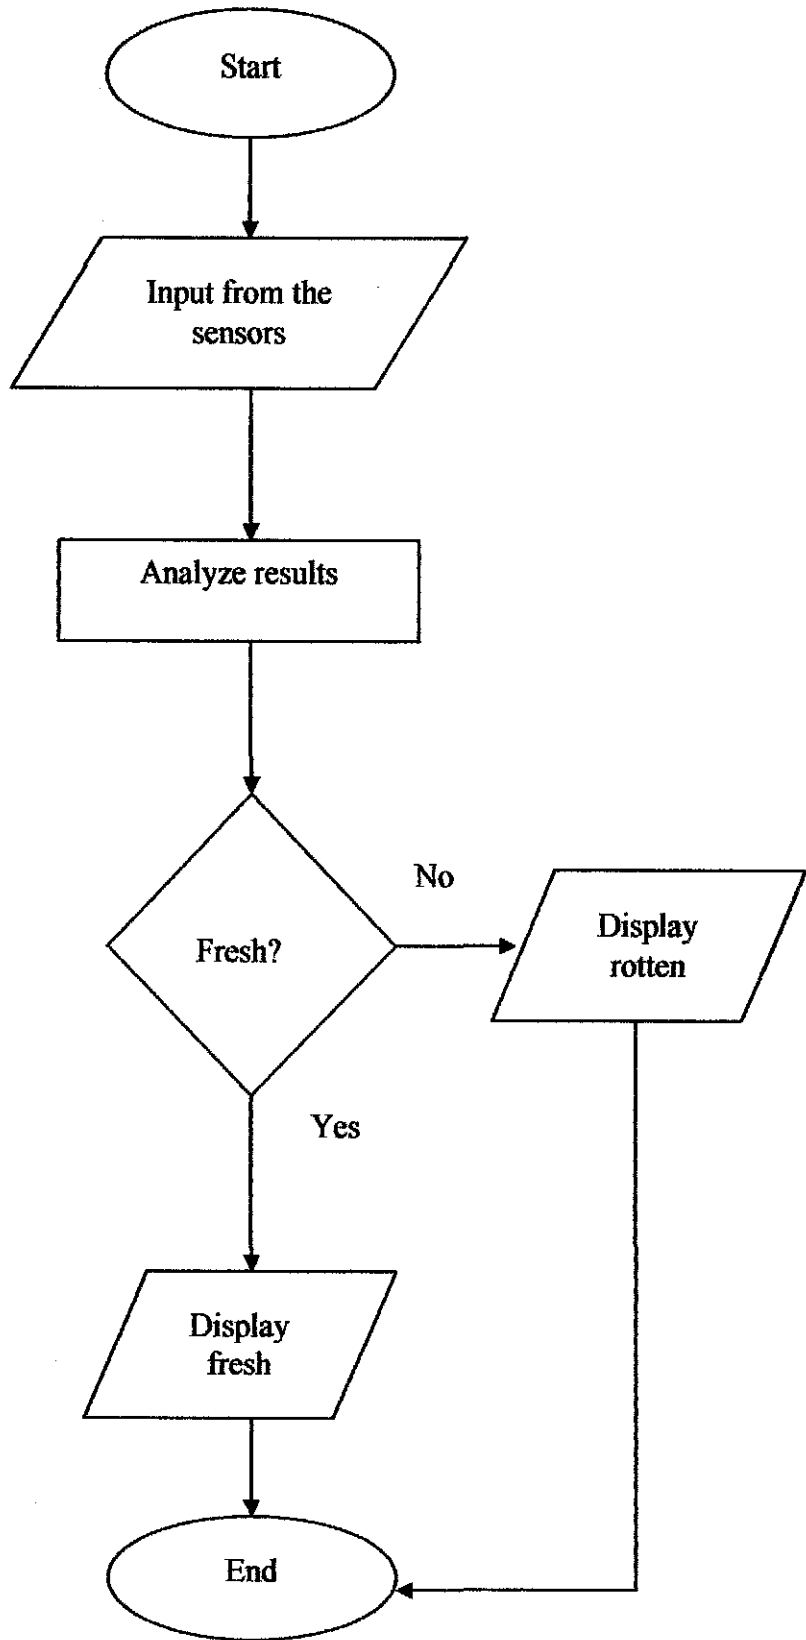 Start
Input from the
sensors
Analyze results
No
Fresh?
Display
rotten
Yes
Display
fresh
End